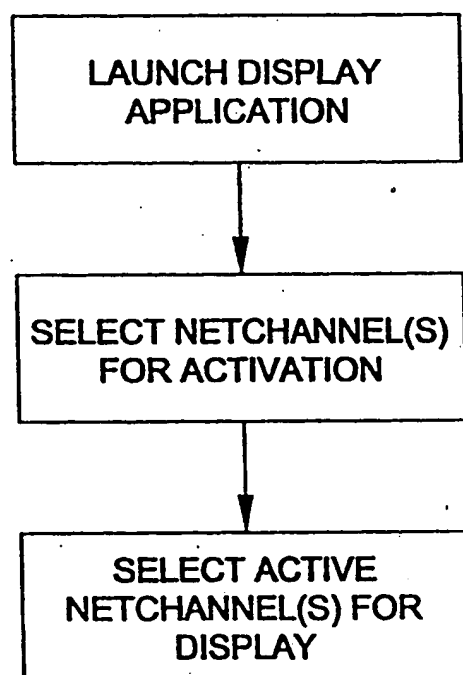 LAUNCH DISPLAY
APPLICATION
SELECT NETCHANNEL(S)
FOR ACTIVATION
SELECT ACTIVE
NETCHANNEL(S) FOR
DISPLAY